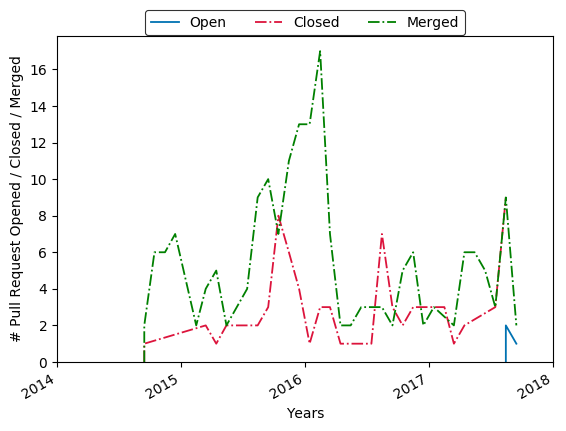 Open Closed Merged
# Pull Request Opened / Closed / Merged
16
14
12
10
8
6
4
2
0
2014 2015 2016 2017 2018
Years